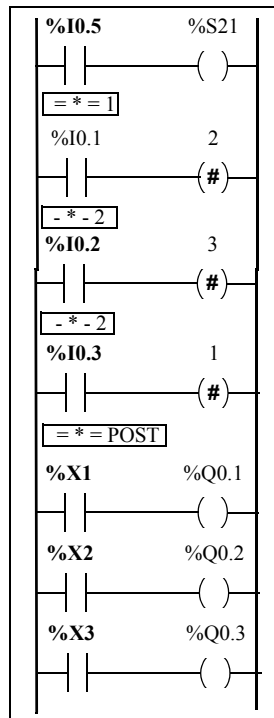 %I0.5 %S21
= * = 1
%I0.1 2
#
- * - 2
%I0.2 3
#
- * - 2
%I0.3 1
#
= * = POST
%X1 %Q0.1
%X2 %Q0.2
%X3 %Q0.3